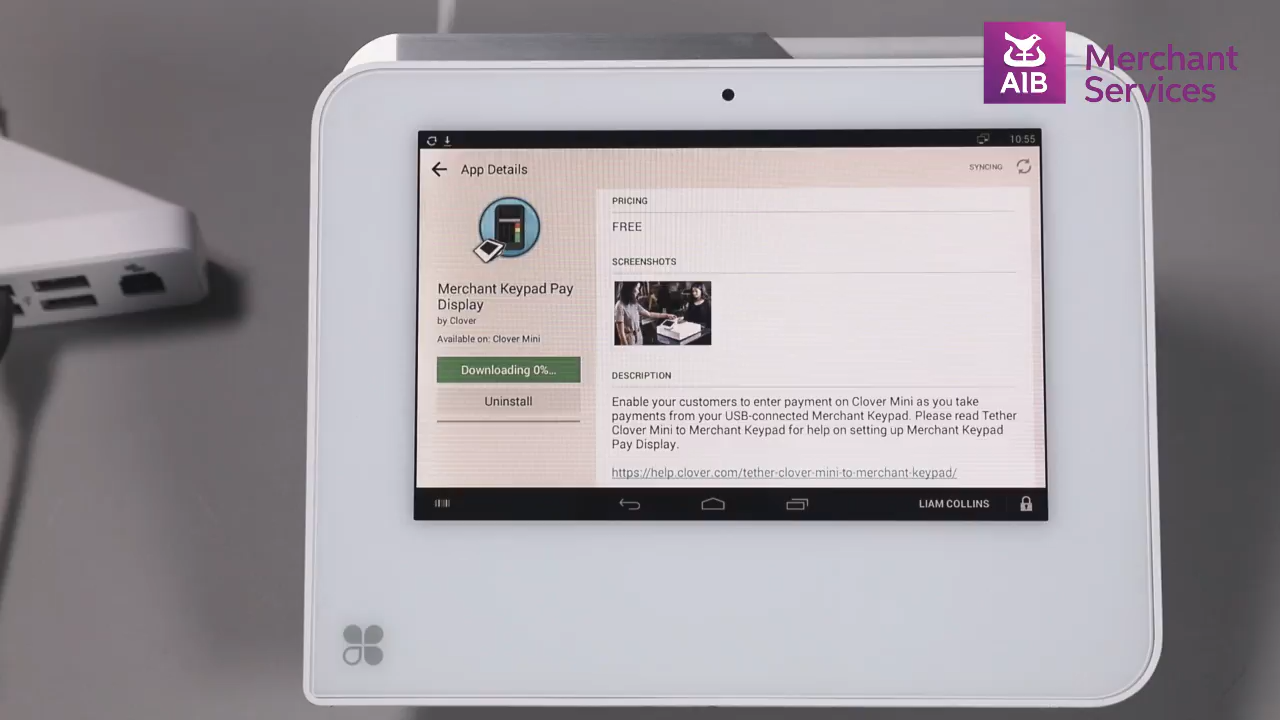 AIB
Merchant
Services
10:55
App Details
SYNCING
Merchant Keypad Pay
Display
by Clover
Available on: Clover Mini
Downloading 0%...
Uninstall
PRICING
FREE
SCREENSHOTS
DESCRIPTION
Enable your customers to enter payment on Clover Mini as you take
payments from your USB-connected Merchant Keypad. Please read Tether
Clover Mini to Merchant Keypad for help on setting up Merchant Keypad
Pay Display.
https://help.clover.com/tether-clover-mini-to-merchant-keypad/
LIAM COLLINS